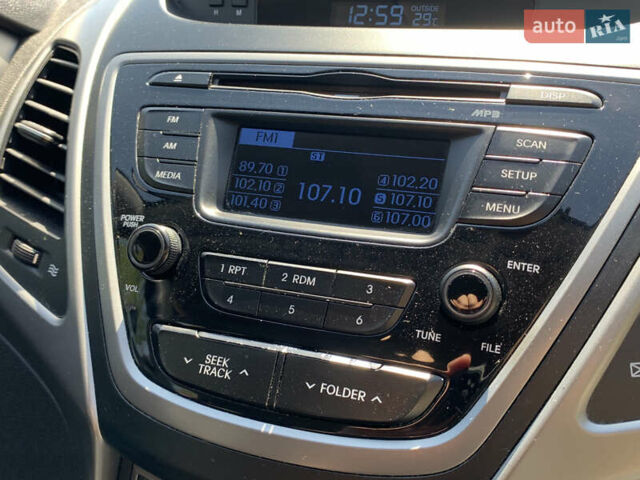 H M
12:59 OUTSIDE 29°c
auto RIA .com
DISP
MP3
FM
AM
MEDIA
FM1
ST
89.70 1
102.10 2
101.40 3
107.10
4 102.20
5 107.10
6 107.00
SCAN
SETUP
MENU
POWER
PUSH
VOL
1 RPT
2 RDM
3
4
5
6
ENTER
TUNE
FILE
∨ SEEK ∧
TRACK
∨ FOLDER ∧